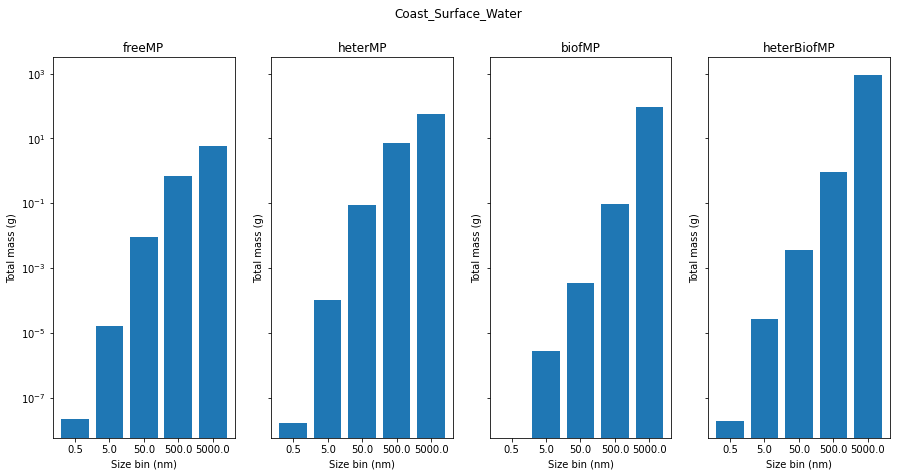 Coast_Surface_Water
freeMP
heterMP
biofMP
heterBiofMP
Total mass (g)
10³
10¹
10⁻¹
10⁻³
10⁻⁵
10⁻⁷
0.5 5.0 50.0 500.0 5000.0
Size bin (nm)
Total mass (g)
0.5 5.0 50.0 500.0 5000.0
Size bin (nm)
Total mass (g)
0.5 5.0 50.0 500.0 5000.0
Size bin (nm)
Total mass (g)
0.5 5.0 50.0 500.0 5000.0
Size bin (nm)